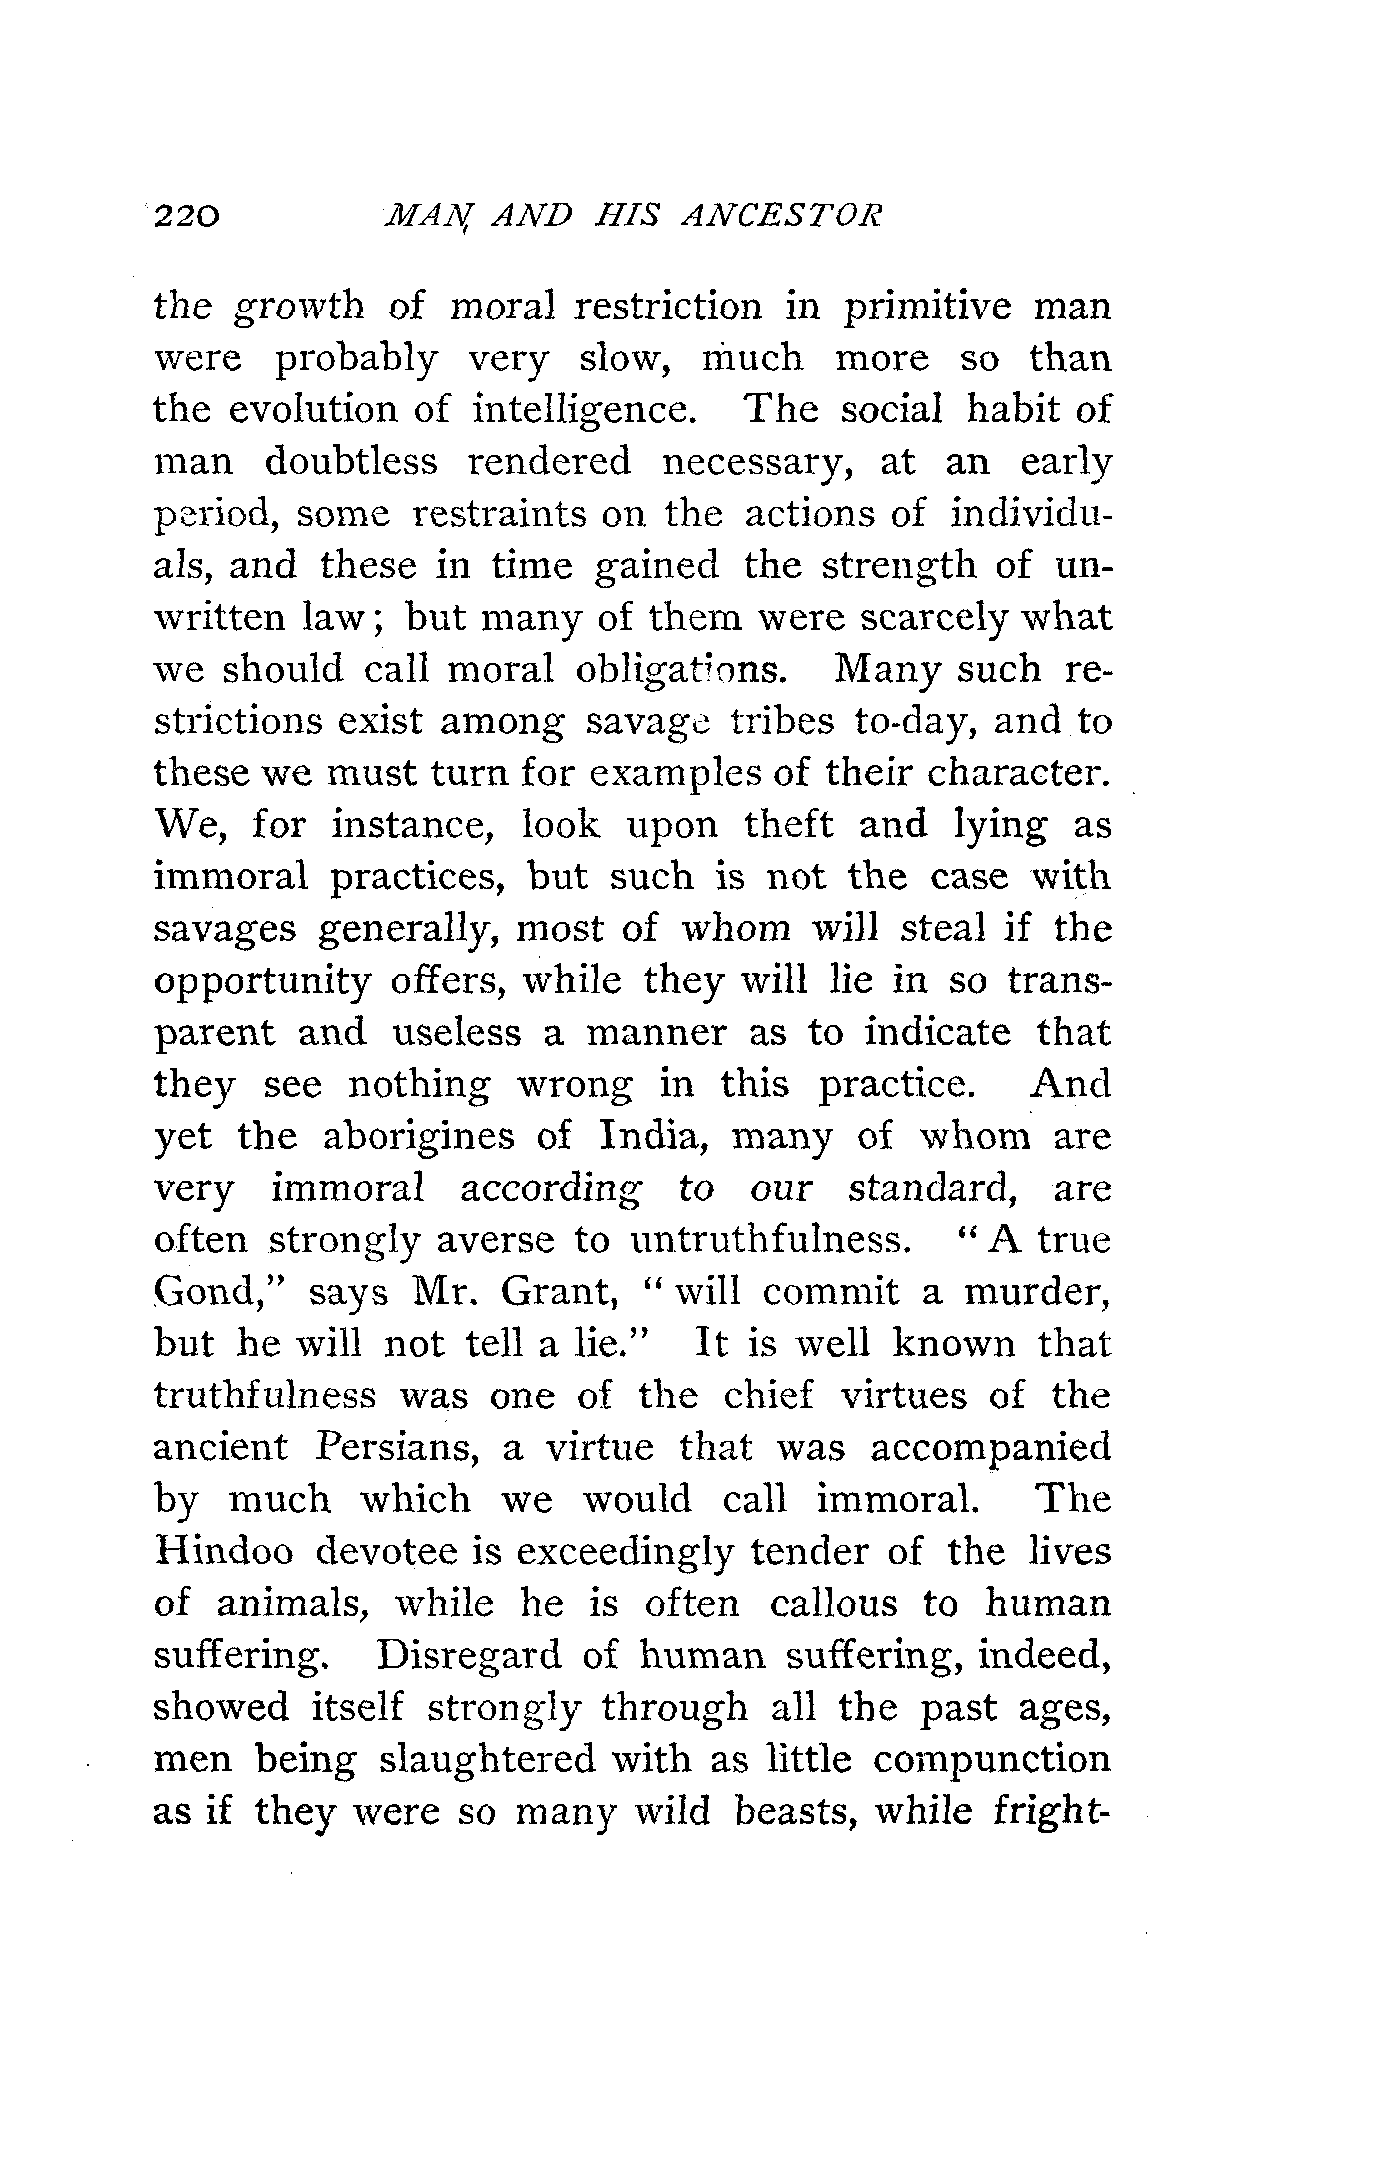 220 MAN AND HIS ANCESTOR
the growth of moral restriction in primitive man
were probably very slow, much more so than
the evolution of intelligence. The social habit of
man doubtless rendered necessary, at an early
period, some restraints on the actions of individu-
als, and these in time gained the strength of un-
written law; but many of them were scarcely what
we should call moral obligations. Many such re-
strictions exist among savage tribes to-day, and to
these we must turn for examples of their character.
We, for instance, look upon theft and lying as
immoral practices, but such is not the case with
savages generally, most of whom will steal if the
opportunity offers, while they will lie in so trans-
parent and useless a manner as to indicate that
they see nothing wrong in this practice. And
yet the aborigines of India, many of whom are
very immoral according to our standard, are
often strongly averse to untruthfulness. "A true
Gond," says Mr. Grant, "will commit a murder,
but he will not tell a lie." It is well known that
truthfulness was one of the chief virtues of the
ancient Persians, a virtue that was accompanied
by much which we would call immoral. The
Hindoo devotee is exceedingly tender of the lives
of animals, while he is often callous to human
suffering. Disregard of human suffering, indeed,
showed itself strongly through all the past ages,
men being slaughtered with as little compunction
as if they were so many wild beasts, while fright-